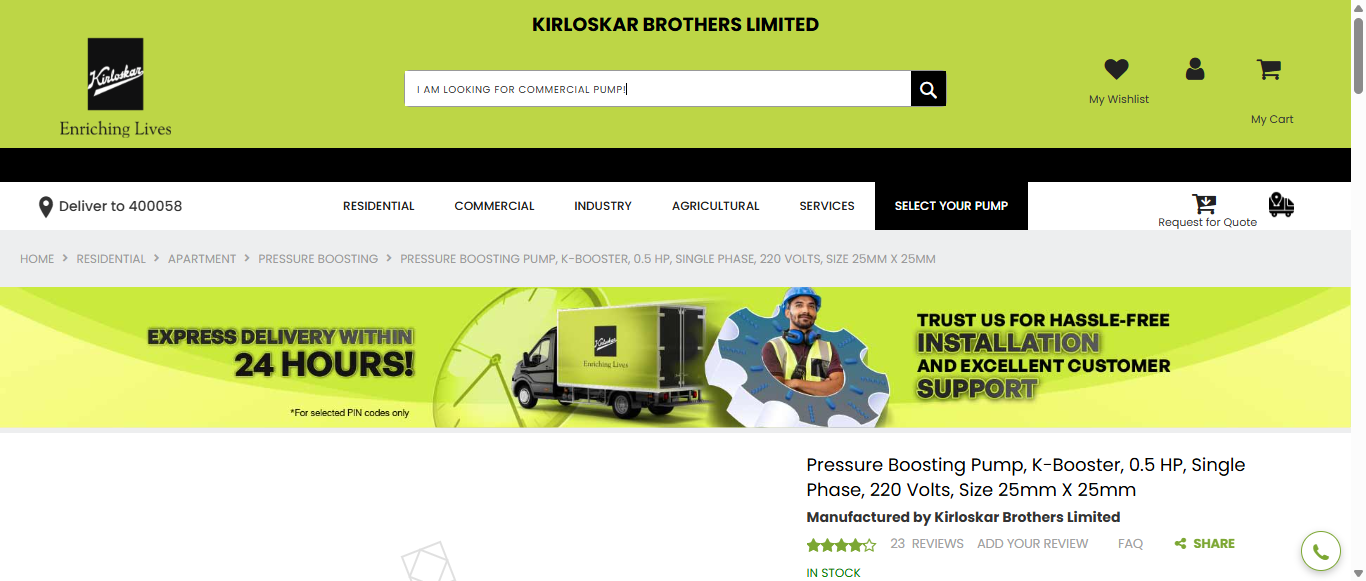 KIRLOSKAR BROTHERS LIMITED
Kirloskar
Enriching Lives
I AM LOOKING FOR COMMERCIAL PUMP!
My Wishlist
My Cart
Deliver to 400058
RESIDENTIAL COMMERCIAL INDUSTRY AGRICULTURAL SERVICES SELECT YOUR PUMP
Request for Quote
HOME > RESIDENTIAL > APARTMENT > PRESSURE BOOSTING > PRESSURE BOOSTING PUMP, K-BOOSTER, 0.5 HP, SINGLE PHASE, 220 VOLTS, SIZE 25MM X 25MM
EXPRESS DELIVERY WITHIN
24 HOURS!
*For selected PIN codes only
Kirloskar
Enriching Lives
TRUST US FOR HASSLE-FREE
INSTALLATION
AND EXCELLENT CUSTOMER
SUPPORT
Pressure Boosting Pump, K-Booster, 0.5 HP, Single
Phase, 220 Volts, Size 25mm X 25mm
Manufactured by Kirloskar Brothers Limited
23 REVIEWS ADD YOUR REVIEW FAQ SHARE
IN STOCK